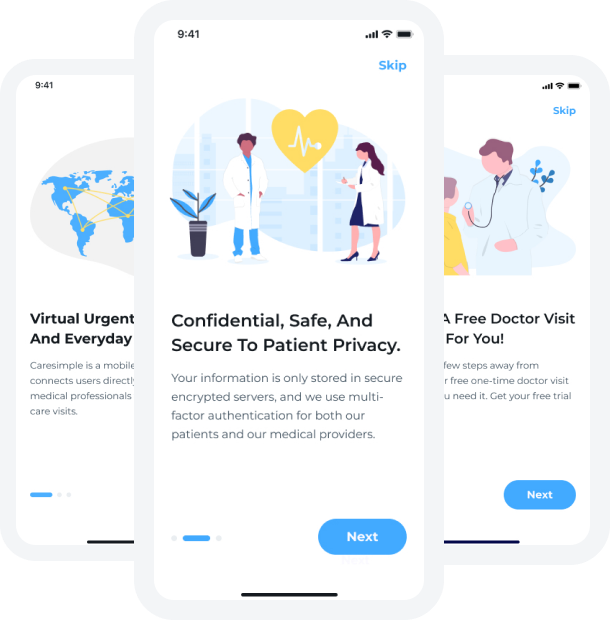 9:41
Virtual Urgent
And Everyday
Caresimple is a mobile
connects users directly
medical professionals
care visits.
9:41
Skip
Confidential, Safe, And
Secure To Patient Privacy.
Your information is only stored in secure
encrypted servers, and we use multi-
factor authentication for both our
patients and our medical providers.
Next
Skip
A Free Doctor Visit
For You!
few steps away from
free one-time doctor visit
need it. Get your free trial
Next